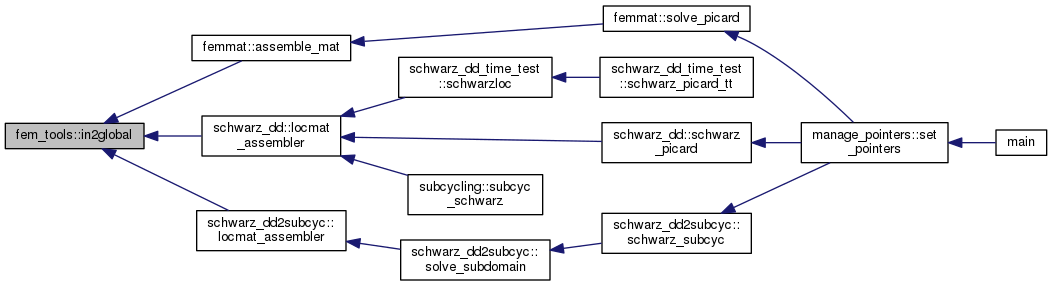 femmat::solve_picard
femmat::assemble_mat
schwarz_dd_time_test
::schwarzloc
schwarz_dd_time_test
::schwarz_picard_tt
fem_tools::in2global
schwarz_dd::locmat
_assembler
schwarz_dd::schwarz
_picard
manage_pointers::set
_pointers
main
subcycling::subcyc
_schwarz
schwarz_dd2subcyc::
locmat_assembler
schwarz_dd2subcyc::
schwarz_subcyc
schwarz_dd2subcyc::
solve_subdomain